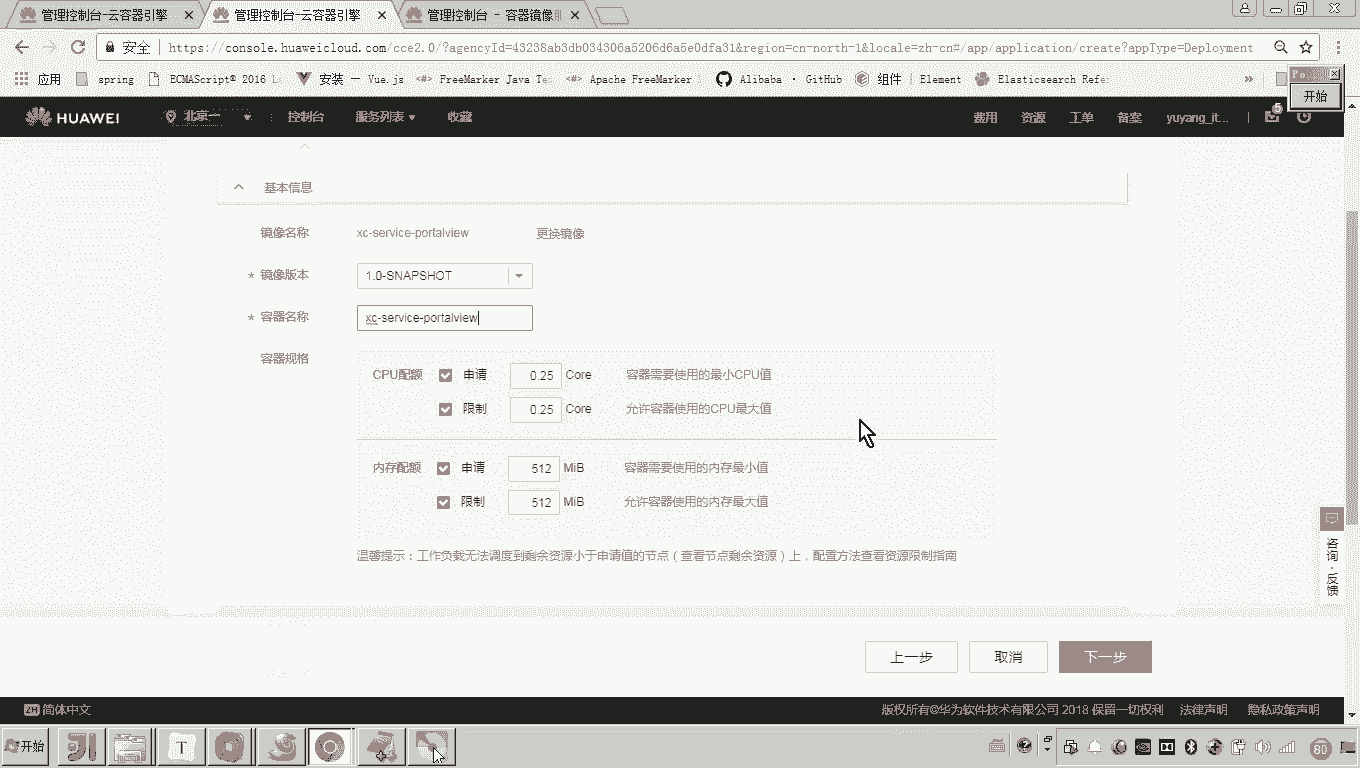 管理控制台-云容器引擎
管理控制台-云容器引擎
管理控制台 - 容器镜像服
安全
https://console.huaweicloud.com/cce2.0/?agencyId=43238ab3db034306a5206d6a5e0dfa31&region=cn-north-1&locale=zh-cn#/app/application/create?appType=Deployment
应用 spring ECMAScript® 2016 安装 — Vue.js FreeMarker Java Te Apache FreeMarker Alibaba · GitHub 组件 | Element Elasticsearch Refe
开始
HUAWEI 北京一 控制台 服务列表 收藏 费用 资源 工单 备案 yuyang_it... 5
基本信息
镜像名称 xc-service-portalview 更换镜像
* 镜像版本 1.0-SNAPSHOT
* 容器名称 xc-service-portalview
容器规格
CPU配额 申请 0.25 Core 容器需要使用的最小CPU值
限制 0.25 Core 允许容器使用的CPU最大值
内存配额 申请 512 MiB 容器需要使用的内存最小值
限制 512 MiB 允许容器使用的内存最大值
温馨提示：工作负载无法调度到剩余资源小于申请值的节点（查看节点剩余资源）上，配置方法查看资源限制指南
咨询·反馈
上一步 取消 下一步
ZH 简体中文 版权所有©华为软件技术有限公司 2018 保留一切权利 法律声明 隐私政策声明
开始 T 80